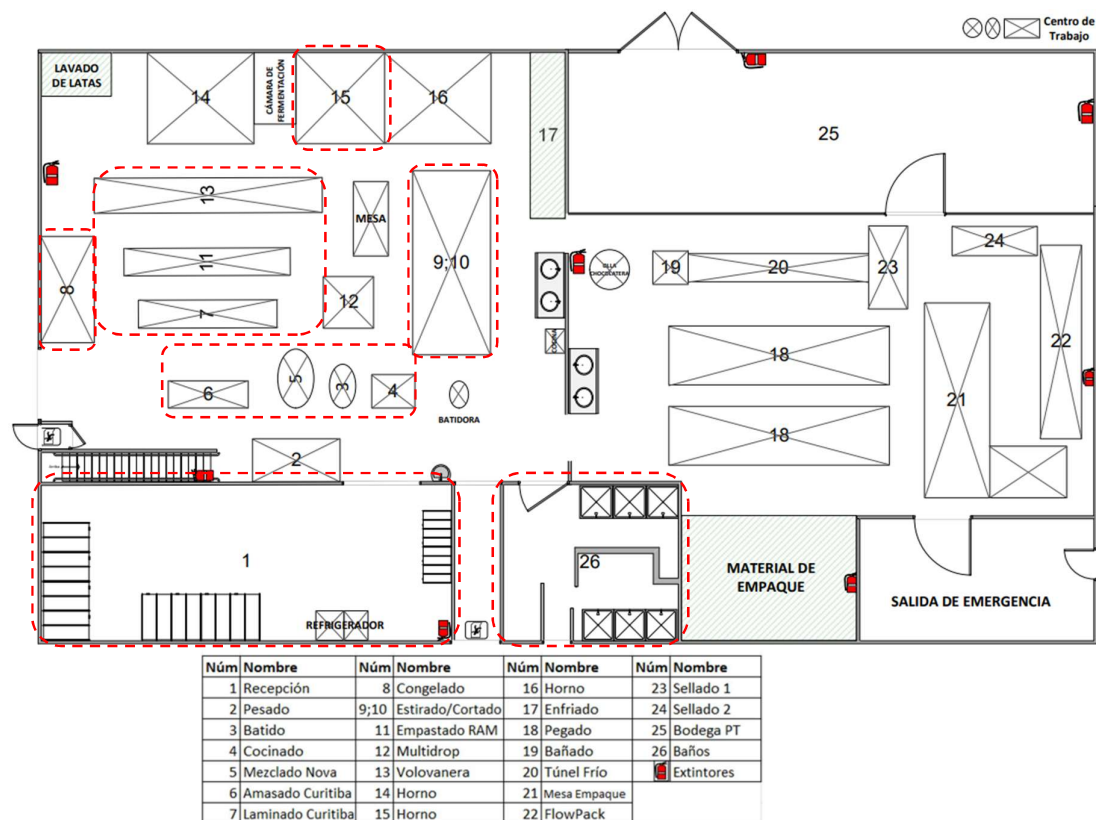 Centro de
Trabajo
LAVADO
DE LATAS
14
CÁMARA DE
FERMENTACIÓN
15
16
17
25
13
MESA
11
9;10
8
7
12
OLLA
CHOCOLATERA
19
20
23
24
COCINA
18
22
6
5
3
4
BATIDORA
21
18
2
1
REFRIGERADOR
26
MATERIAL DE
EMPAQUE
SALIDA DE EMERGENCIA
Núm Nombre Núm Nombre Núm Nombre Núm Nombre
1 Recepción 8 Congelado 16 Horno 23 Sellado 1
2 Pesado 9;10 Estirado/Cortado 17 Enfriado 24 Sellado 2
3 Batido 11 Empastado RAM 18 Pegado 25 Bodega PT
4 Cocinado 12 Multidrop 19 Bañado 26 Baños
5 Mezclado Nova 13 Volovanera 20 Túnel Frío Extintores
6 Amasado Curitiba 14 Horno 21 Mesa Empaque
7 Laminado Curitiba 15 Horno 22 FlowPack